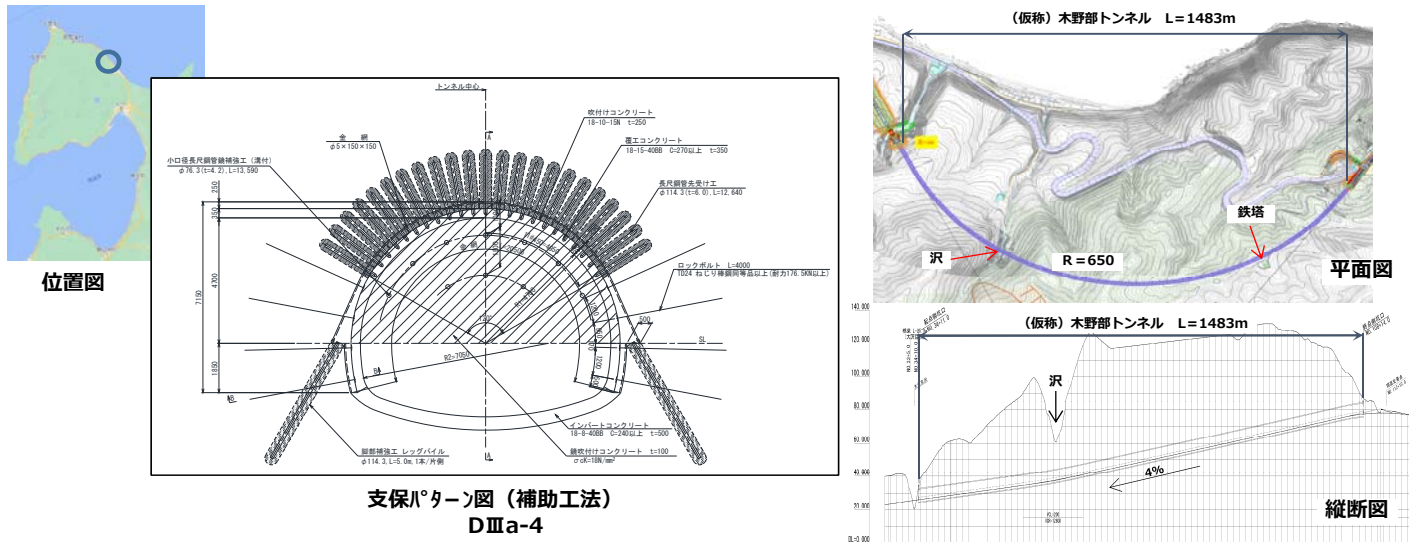 位置図
トンネル中心
吹付けコンクリート
18-10-15N t=250
金 網
φ5×150×150
覆工コンクリート
18-15-40BB C=270以上 t=350
小口径長尺鋼管鏡補強工(溝付)
φ76.3(t=4.2),L=13,590
長尺鋼管先受け工
φ114.3(t=6.0),L=12,640
250
350
4700
7150
1850
ロックボルト L=4000
TD24 ねじり棒鋼同等品以上(耐力176.5KN以上)
500
120°
SL
R2=7050
1200
インバートコンクリート
18-8-40BB C=240以上 t=500
脚部補強工 レッグパイル
φ114.3,L=5.0m,1本/片側
鏡吹付けコンクリート t=100
σcK=18N/mm²
A
支保パターン図(補助工法)
DⅢa-4
(仮称)木野部トンネル L=1483m
沢
R=650
鉄塔
平面図
140.000
120.000
100.000
80.000
60.000
40.000
20.000
DL=0.000
(仮称)木野部トンネル L=1483m
沢
4%
縦断図